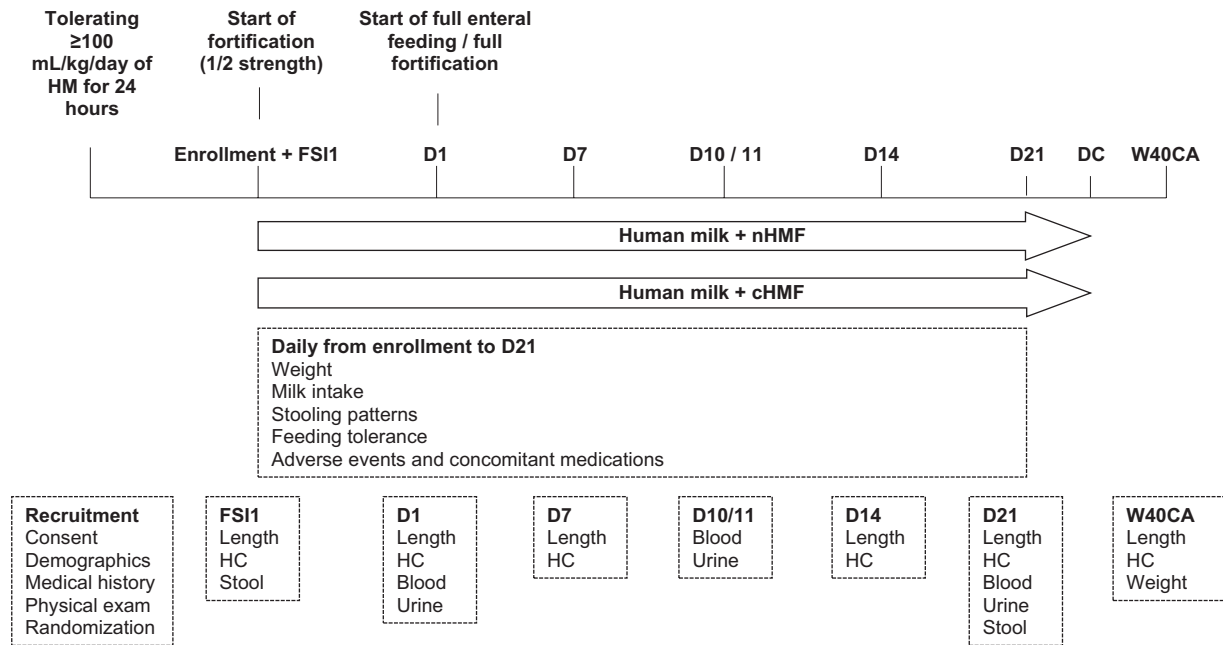 Tolerating
≥100
mL/kg/day of
HM for 24
hours
Start of
fortification
(1/2 strength)
Start of full enteral
feeding / full
fortification
Enrollment + FSI1
D1
D7
D10 / 11
D14
D21
DC
W40CA
Human milk + nHMF
Human milk + cHMF
Daily from enrollment to D21
Weight
Milk intake
Stooling patterns
Feeding tolerance
Adverse events and concomitant medications
Recruitment
Consent
Demographics
Medical history
Physical exam
Randomization
FSI1
Length
HC
Stool
D1
Length
HC
Blood
Urine
D7
Length
HC
D10/11
Blood
Urine
D14
Length
HC
D21
Length
HC
Blood
Urine
Stool
W40CA
Length
HC
Weight